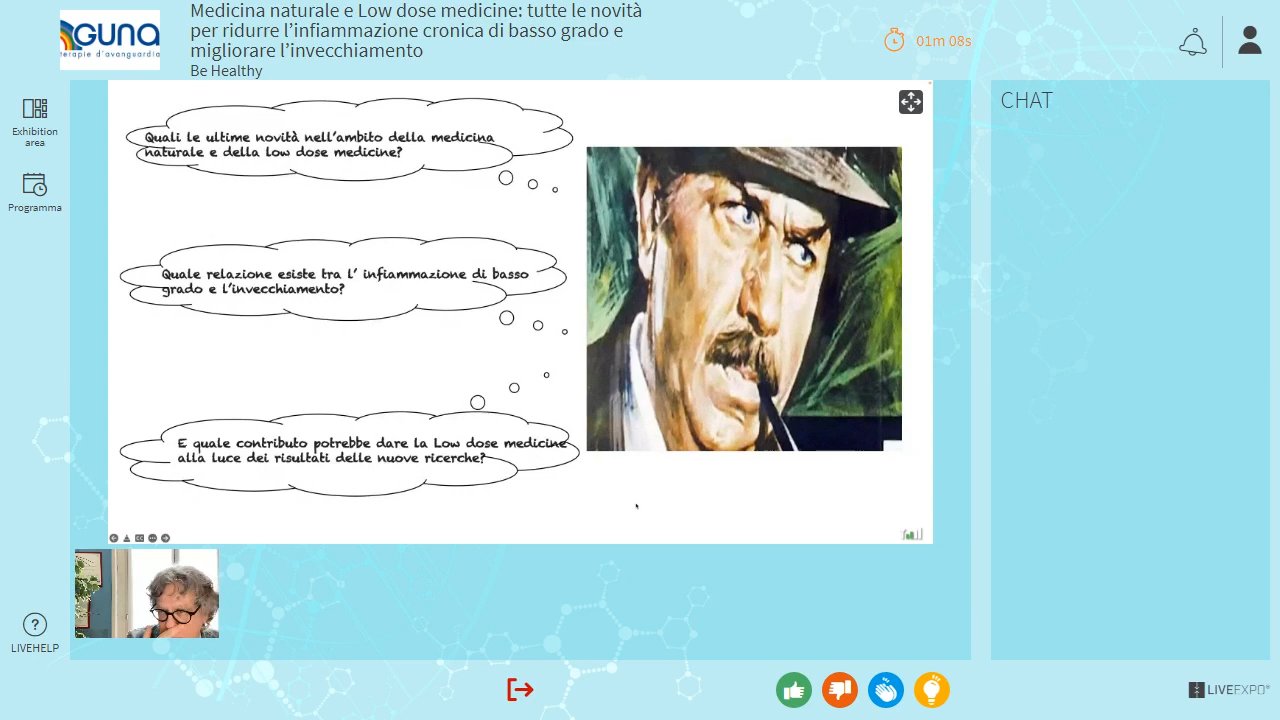 GUNA
terapie d'avanguardia
Medicina naturale e Low dose medicine: tutte le novità
per ridurre l'infiammazione cronica di basso grado e
migliorare l'invecchiamento
Be Healthy
01m 08s
Exhibition
area
Programma
CHAT
Quali le ultime novità nell'ambito della medicina
naturale e della low dose medicine?
Quale relazione esiste tra l' infiammazione di basso
grado e l'invecchiamento?
E quale contributo potrebbe dare la Low dose medicine
alla luce dei risultati delle nuove ricerche?
?
LIVEHELP
LIVEEXPO